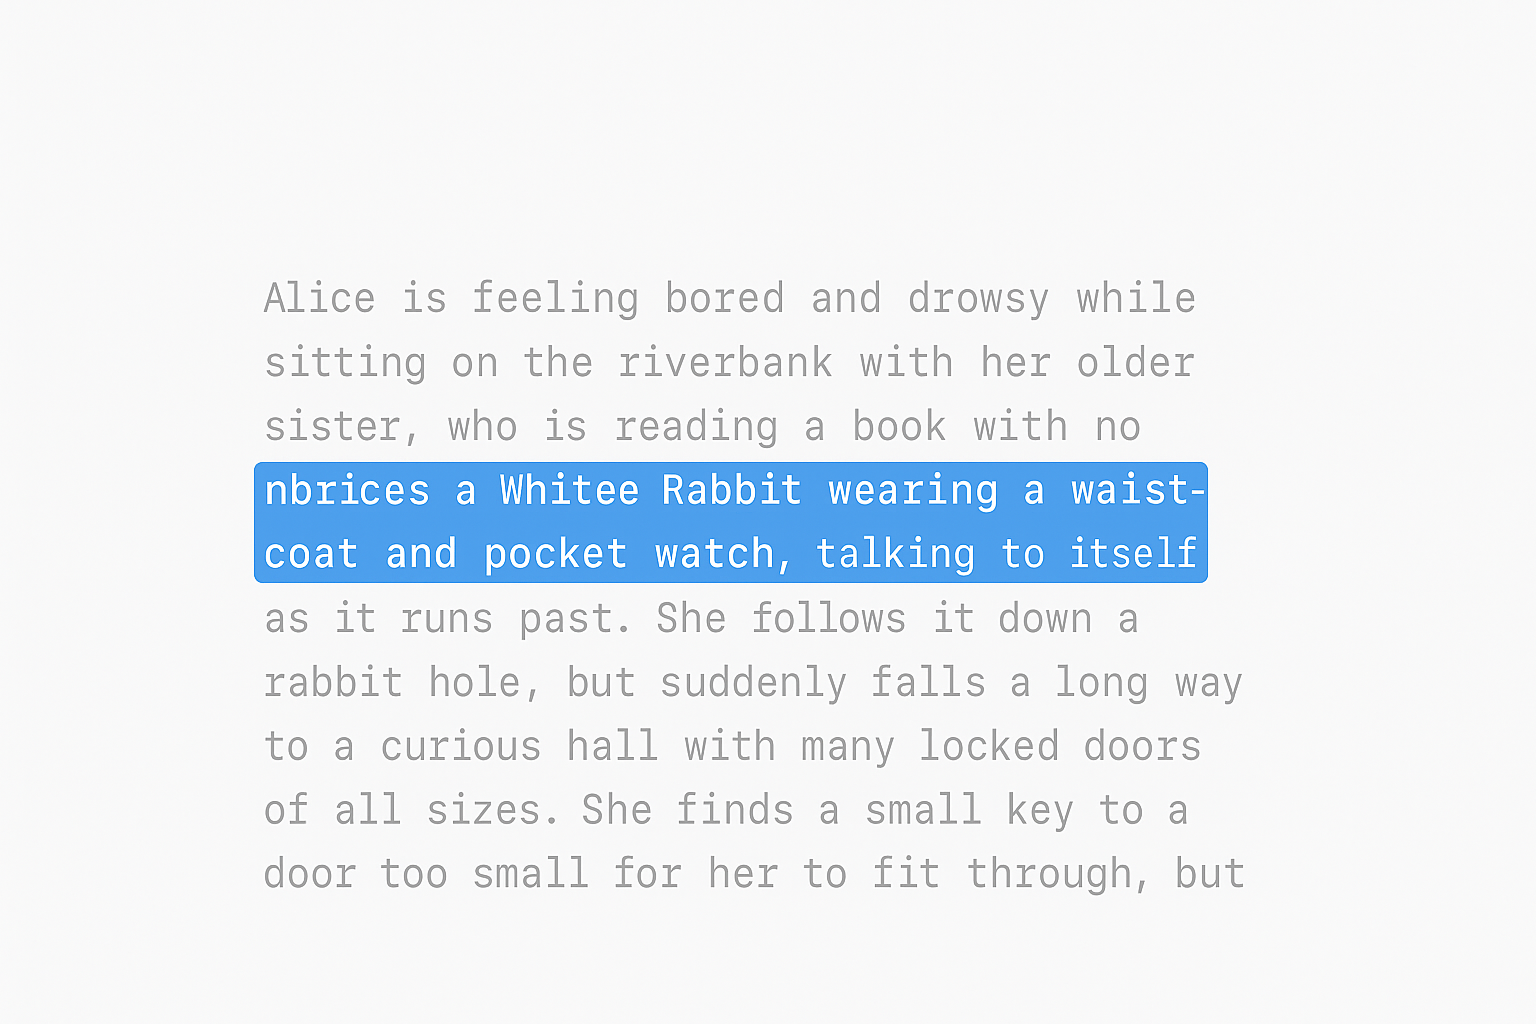 Alice is feeling bored and drowsy while
sitting on the riverbank with her older
sister, who is reading a book with no
nbrices a Whitee Rabbit wearing a waist-
coat and pocket watch, talking to itself
as it runs past. She follows it down a
rabbit hole, but suddenly falls a long way
to a curious hall with many locked doors
of all sizes. She finds a small key to a
door too small for her to fit through, but